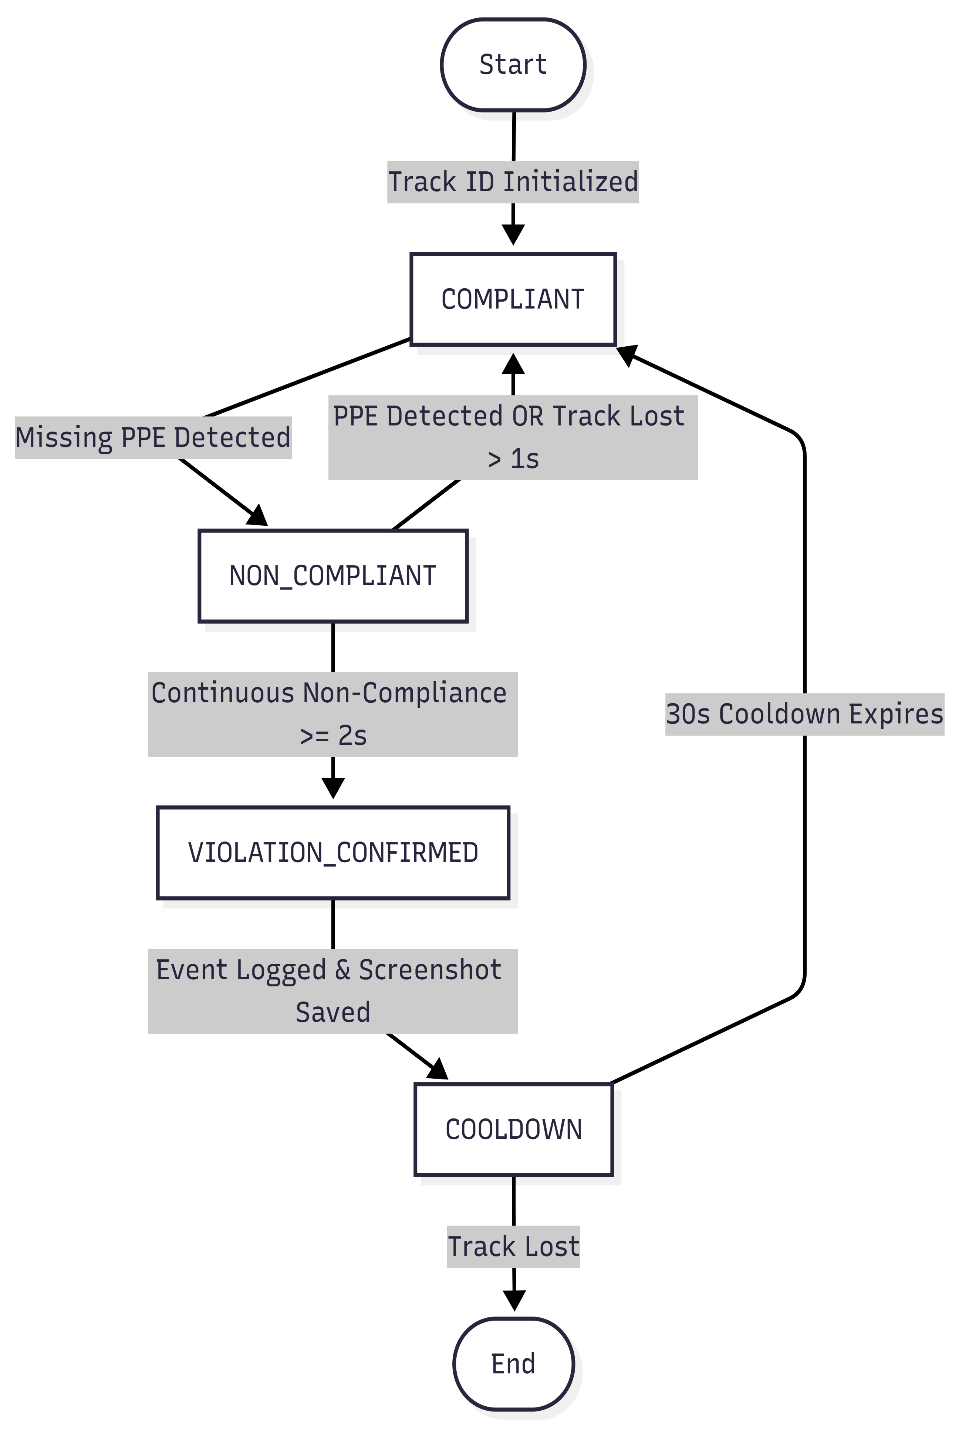 Start
Track ID Initialized
COMPLIANT
Missing PPE Detected
PPE Detected OR Track Lost
> 1s
NON_COMPLIANT
Continuous Non-Compliance
>= 2s
30s Cooldown Expires
VIOLATION_CONFIRMED
Event Logged & Screenshot
Saved
COOLDOWN
Track Lost
End